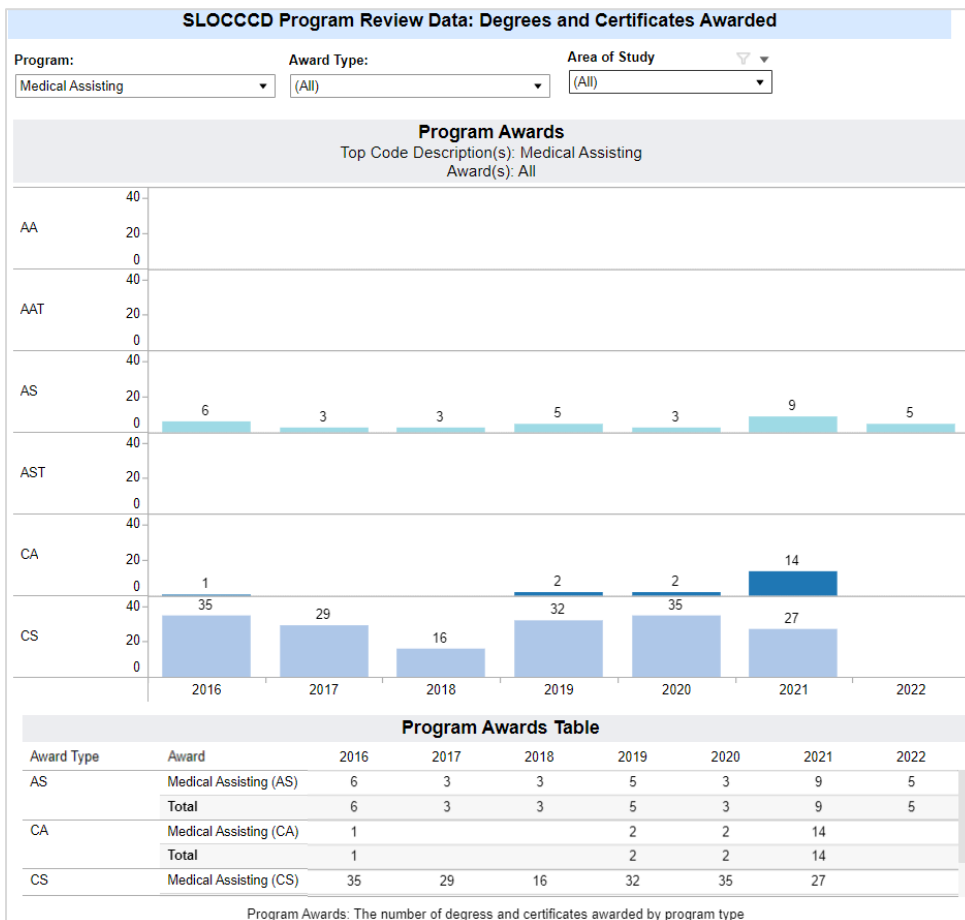 SLOCCCD Program Review Data: Degrees and Certificates Awarded
Program: Award Type: Area of Study
Medical Assisting (All) (All)
Program Awards
Top Code Description(s): Medical Assisting
Award(s): All
40
AA 20
0
40
AAT 20
0
40
AS 20
0
6 3 3 5 3 9 5
40
AST 20
0
40
CA 20
0
1 2 2 14
40
CS 20
0
35 29 16 32 35 27
2016 2017 2018 2019 2020 2021 2022
Program Awards Table
Award Type Award 2016 2017 2018 2019 2020 2021 2022
AS Medical Assisting (AS) 6 3 3 5 3 9 5
Total 6 3 3 5 3 9 5
CA Medical Assisting (CA) 1 2 2 14
Total 1 2 2 14
CS Medical Assisting (CS) 35 29 16 32 35 27
Program Awards: The number of degress and certificates awarded by program type